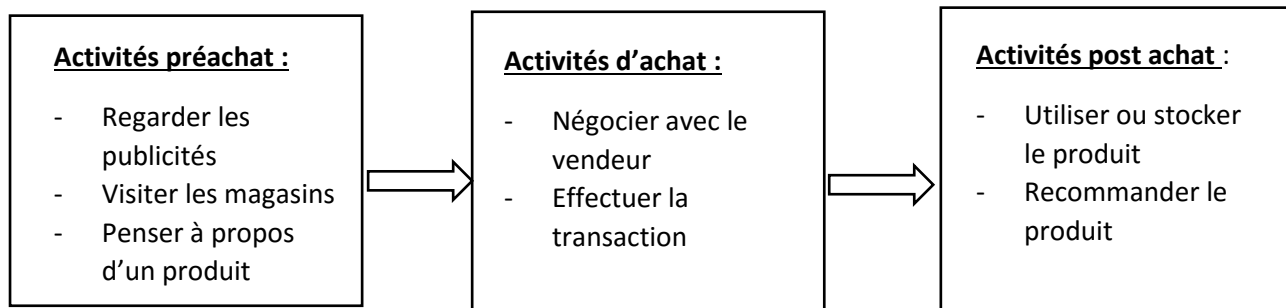 Activités préachat :
- Regarder les
publicités
- Visiter les magasins
- Penser à propos
d’un produit
Activités d’achat :
- Négocier avec le
vendeur
- Effectuer la
transaction
Activités post achat :
- Utiliser ou stocker
le produit
- Recommander le
produit